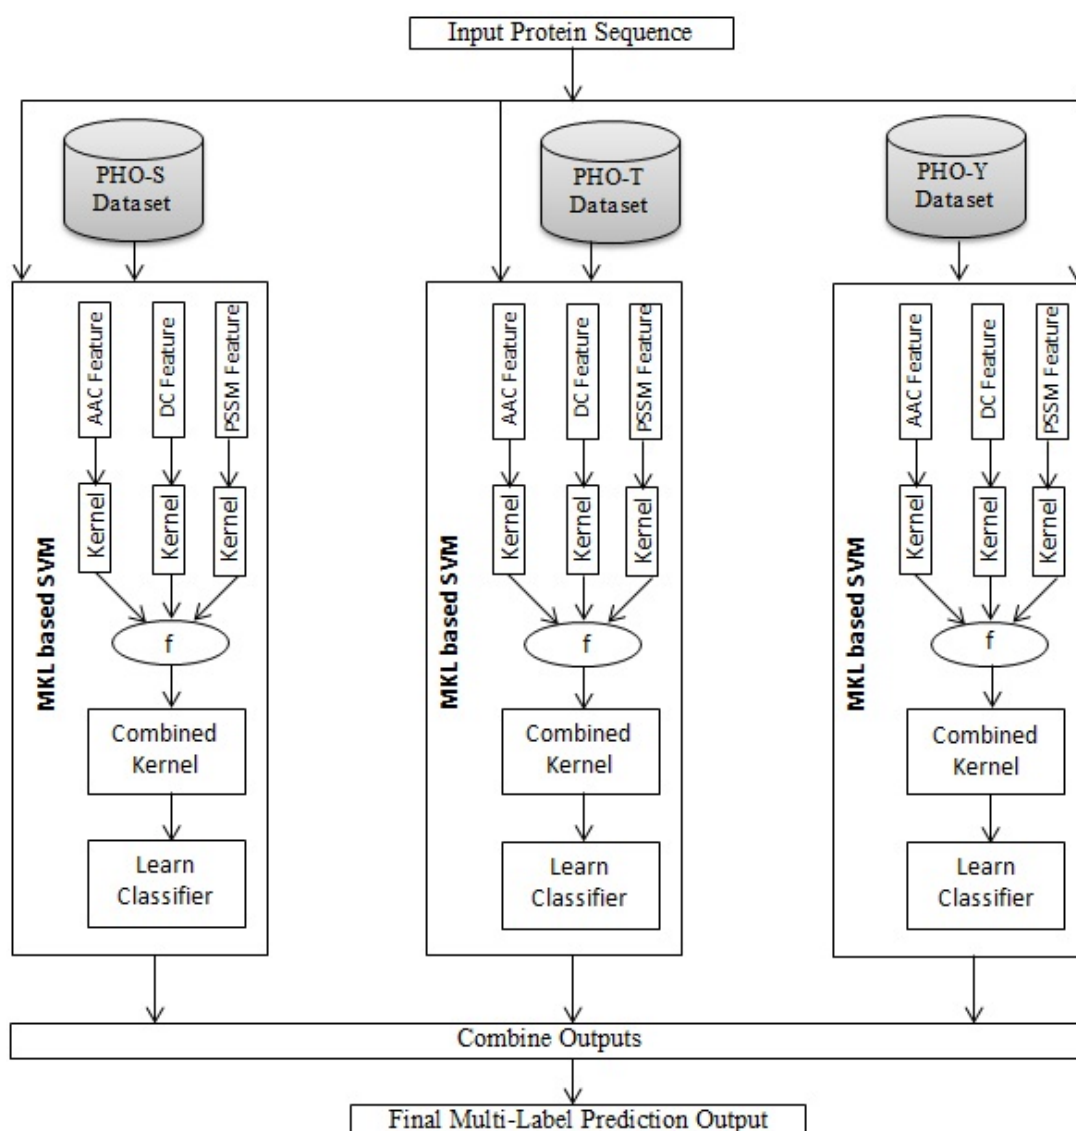 Input Protein Sequence
PHO-S
Dataset
PHO-T
Dataset
PHO-Y
Dataset
MKL based SVM
AAC Feature
DC Feature
PSSM Feature
Kernel
Kernel
Kernel
f
Combined
Kernel
Learn
Classifier
MKL based SVM
AAC Feature
DC Feature
PSSM Feature
Kernel
Kernel
Kernel
f
Combined
Kernel
Learn
Classifier
MKL based SVM
AAC Feature
DC Feature
PSSM Feature
Kernel
Kernel
Kernel
f
Combined
Kernel
Learn
Classifier
Combine Outputs
Final Multi-Label Prediction Output